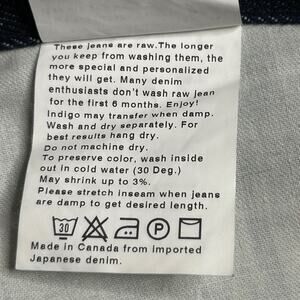 These jeans are raw.The longer
you keep from washing them, the
more special and personalized
they will get. Many denim
enthusiasts don't wash raw jean
for the first 6 months. Enjoy!
Indigo may transfer when damp.
Wash and dry separately. For
best results hang dry.
Do not machine dry.
To preserve color, wash inside
out in cold water (30 Deg.)
May shrink up to 3%.
Please stretch inseam when jeans
are damp to get desired length.
30 P
Made in Canada from imported
Japanese denim.